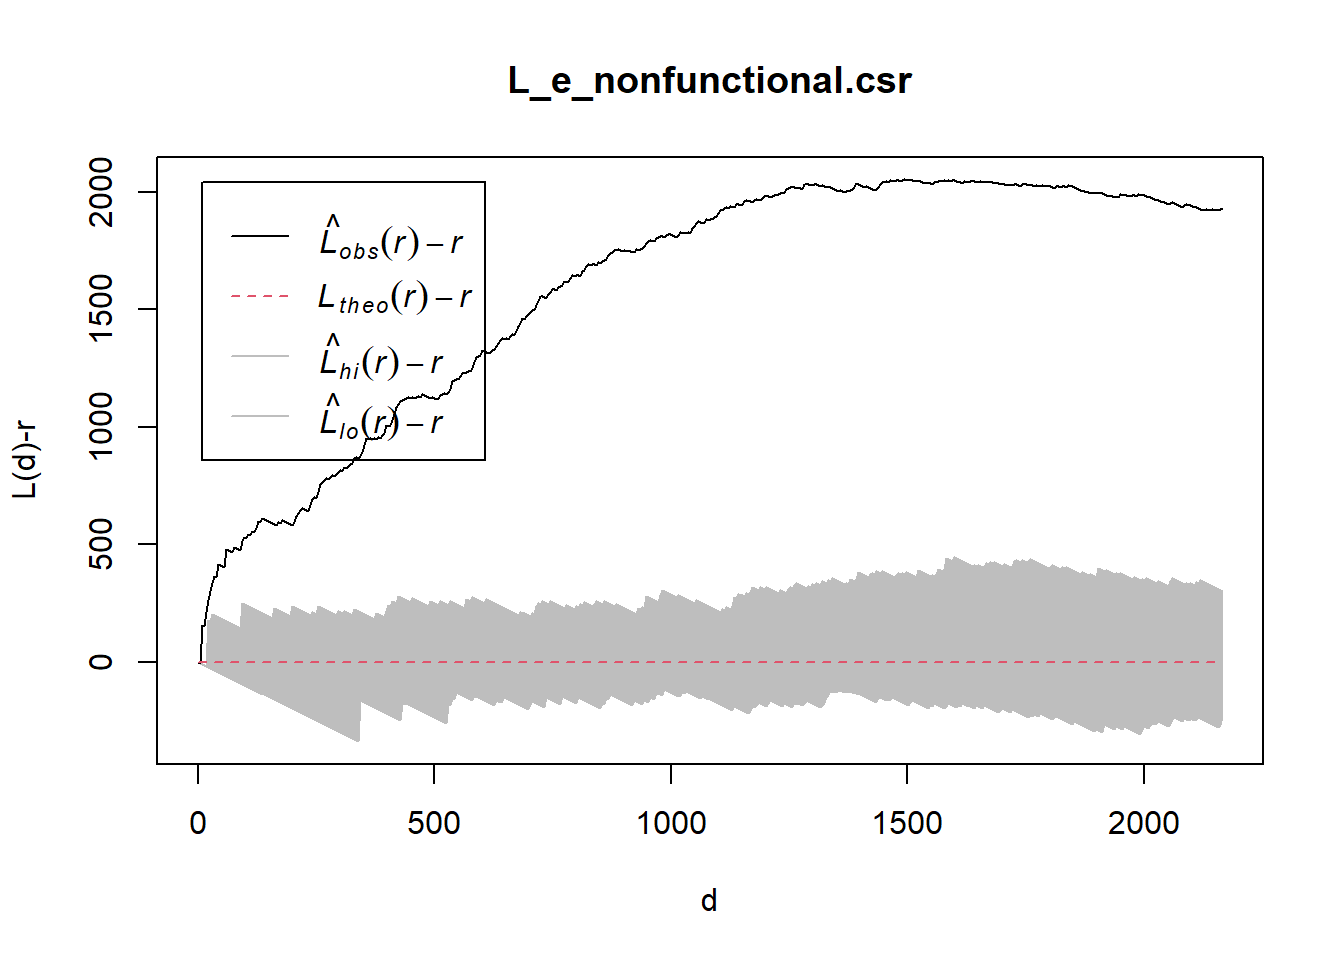 L_e_nonfunctional.csr
L̂obs(r) − r
Ltheo(r) − r
L̂hi(r) − r
L̂lo(r) − r
L(d)-r
2000
1500
1000
500
0
0 500 1000 1500 2000
d